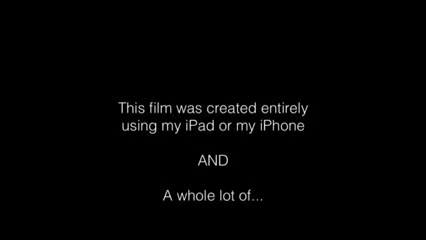 This film was created entirely
using my iPad or my iPhone
AND
A whole lot of...